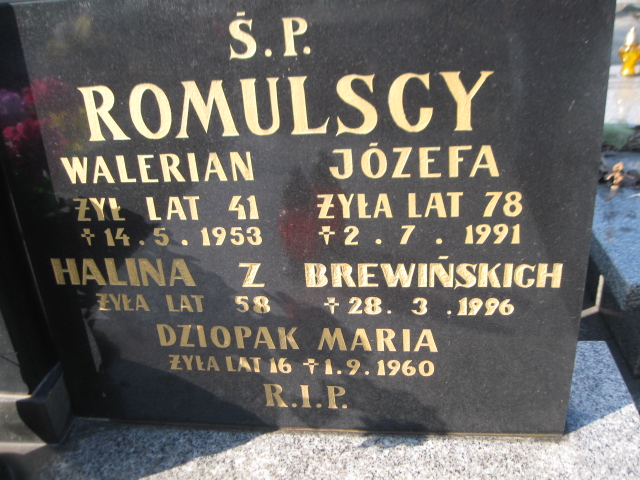 Ś.P.
ROMULSCY
WALERIAN JÓZEFA
ŻYŁ LAT 41 ŻYŁA LAT 78
†14.5.1953 †2.7.1991
HALINA Z BREWIŃSKICH
ŻYŁA LAT 58 †28.3.1996
DZIOPAK MARIA
ŻYŁA LAT 16 †1.9.1960
R.I.P.